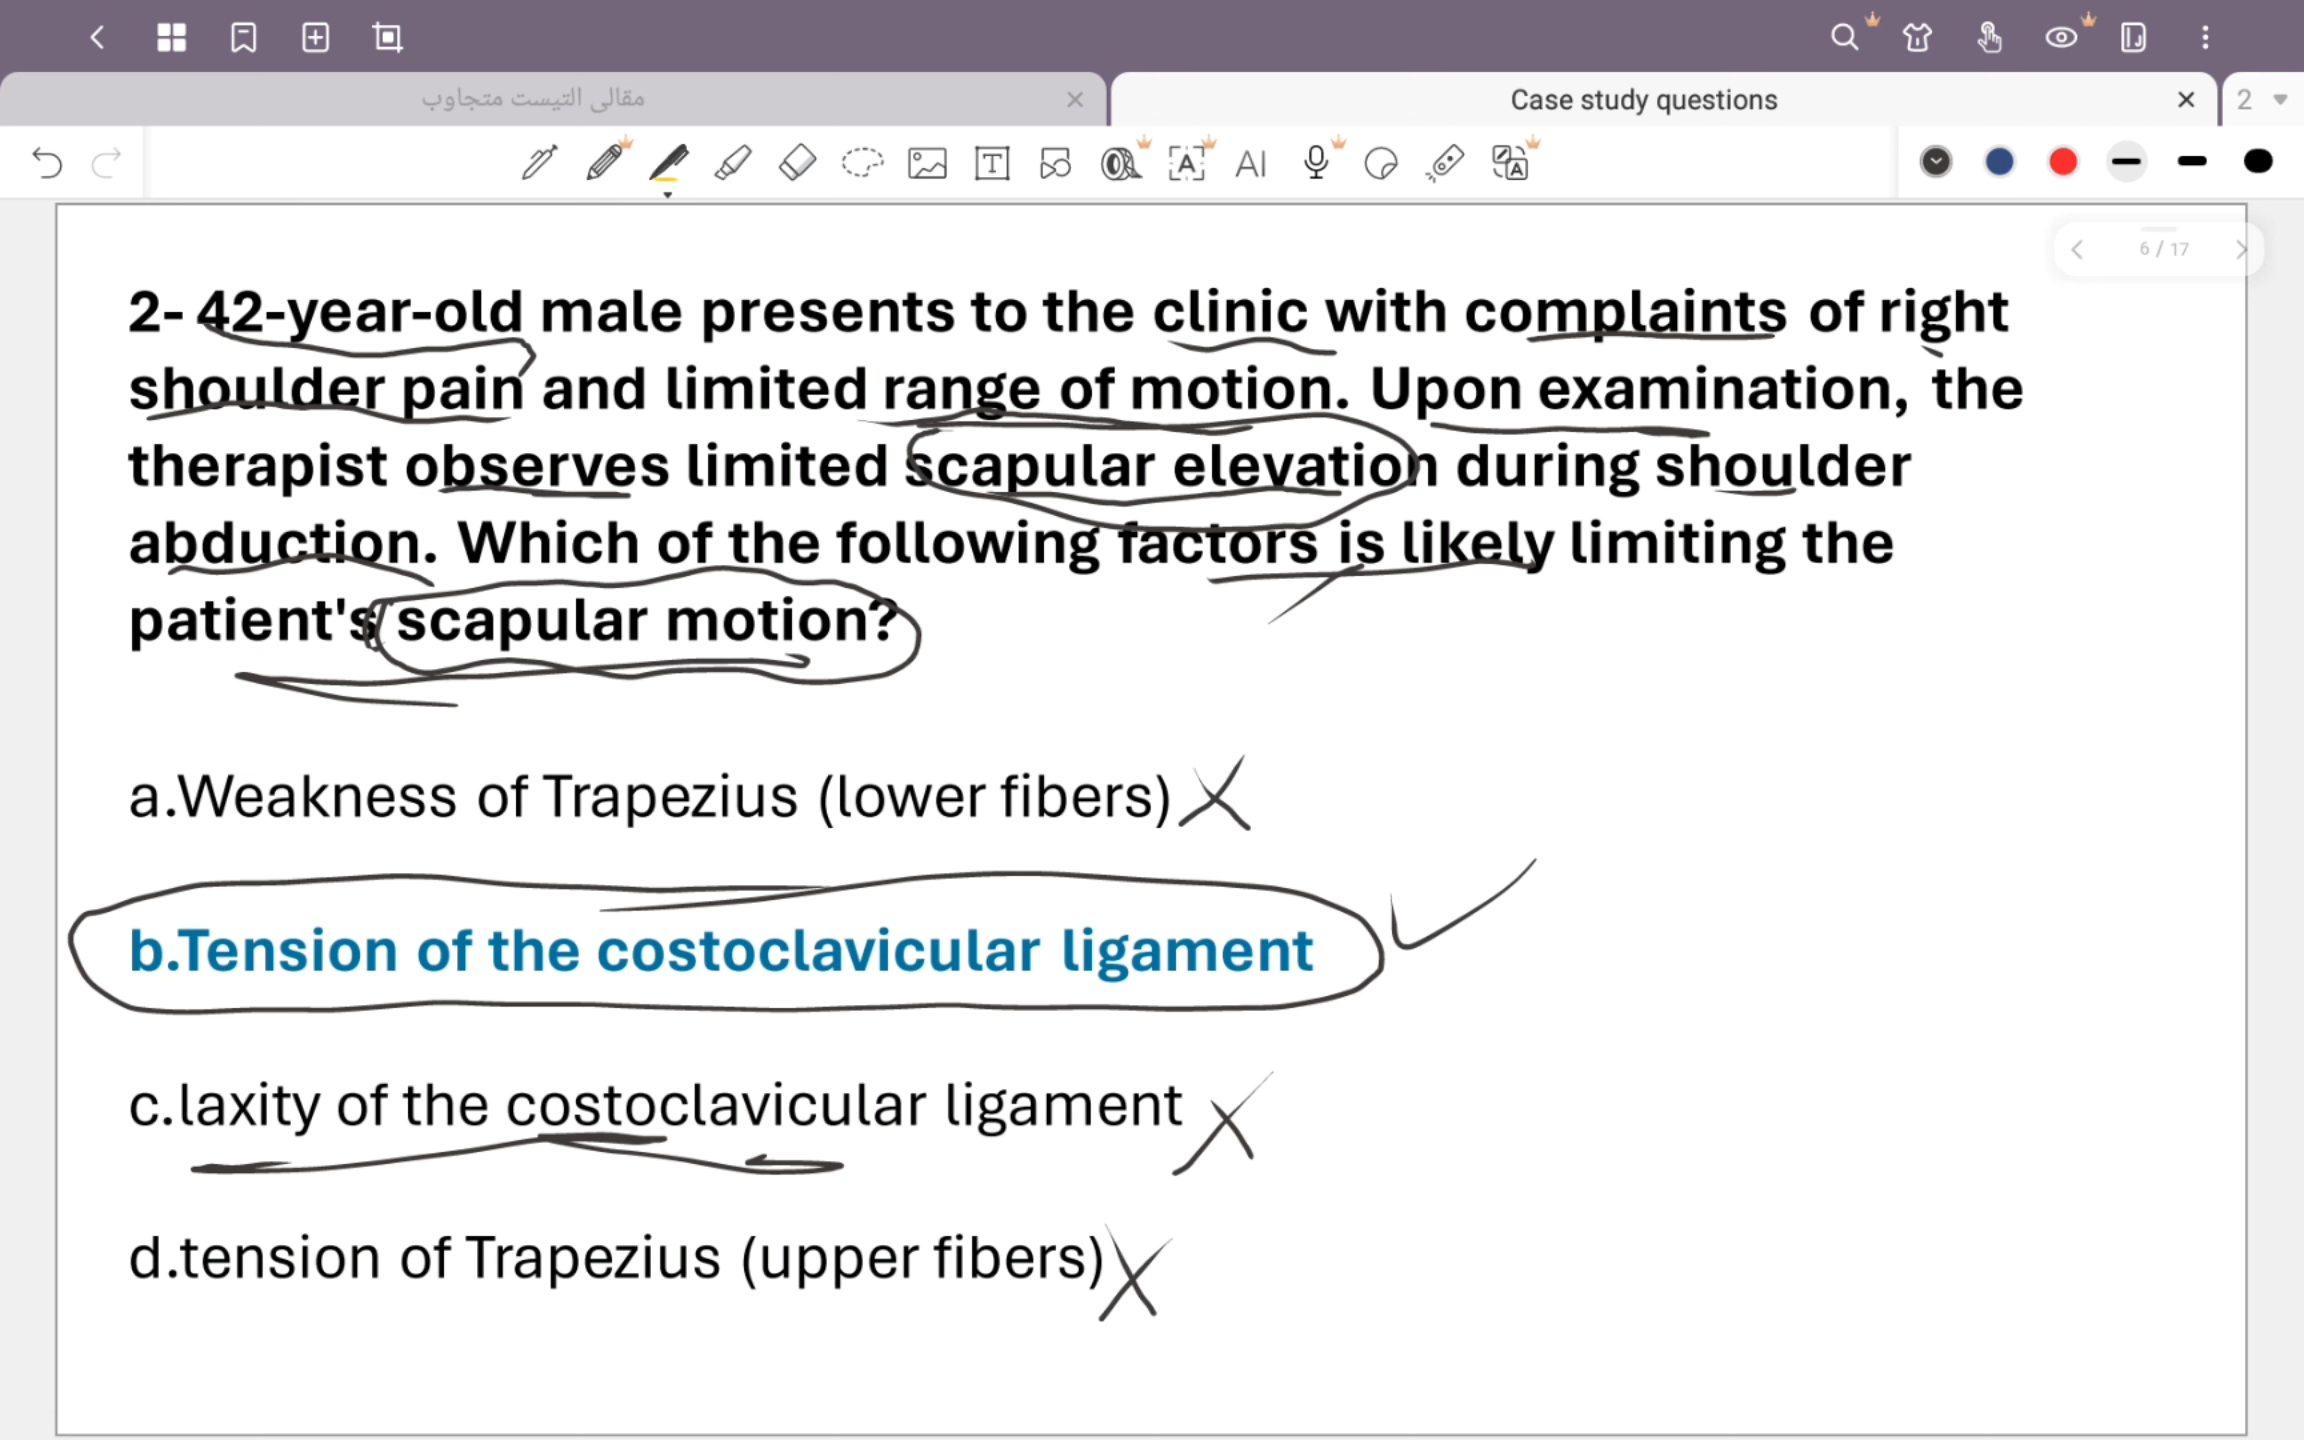 مقالى التيست متجاوب
Case study questions
2
6 / 17
2- 42-year-old male presents to the clinic with complaints of right
shoulder pain and limited range of motion. Upon examination, the
therapist observes limited scapular elevation during shoulder
abduction. Which of the following factors is likely limiting the
patient's scapular motion?
a.Weakness of Trapezius (lower fibers)
b.Tension of the costoclavicular ligament
c.laxity of the costoclavicular ligament
d.tension of Trapezius (upper fibers)